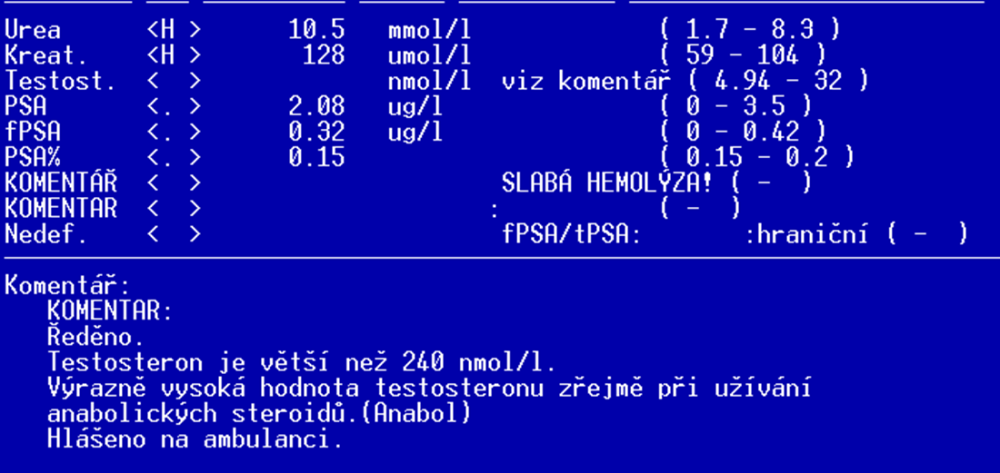 Urea <H > 10.5 mmol/l ( 1.7 - 8.3 )
Kreat. <H > 128 umol/l ( 59 - 104 )
Testost. < > nmol/l viz komentář ( 4.94 - 32 )
PSA <. > 2.08 ug/l ( 0 - 3.5 )
fPSA <. > 0.32 ug/l ( 0 - 0.42 )
PSA% <. > 0.15 ( 0.15 - 0.2 )
KOMENTÁŘ < > SLABÁ HEMOLÝZA! ( - )
KOMENTAR < > : ( - )
Nedef. < > fPSA/tPSA: :hraniční ( - )
Komentář:
KOMENTAR:
Ředěno.
Testosteron je větší než 240 nmol/l.
Výrazně vysoká hodnota testosteronu zřejmě při užívání
anabolických steroidů.(Anabol)
Hlášeno na ambulanci.